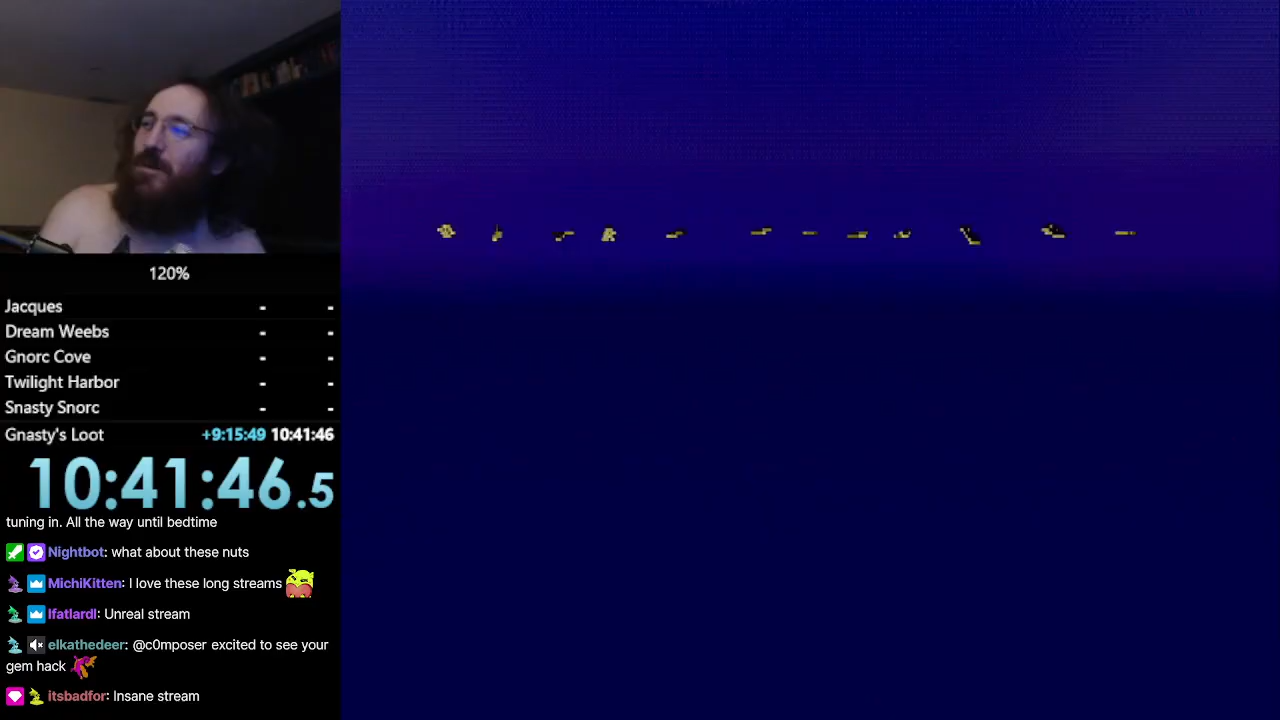 120%
Jacques - -
Dream Weebs - -
Gnorc Cove - -
Twilight Harbor - -
Snasty Snorc - -
Gnasty's Loot +9:15:49 10:41:46
10:41:46.5
tuning in. All the way until bedtime
Nightbot: what about these nuts
MichiKitten: I love these long streams
lfatlardl: Unreal stream
elkathedeer: @c0mposer excited to see your
gem hack
itsbadfor: Insane stream